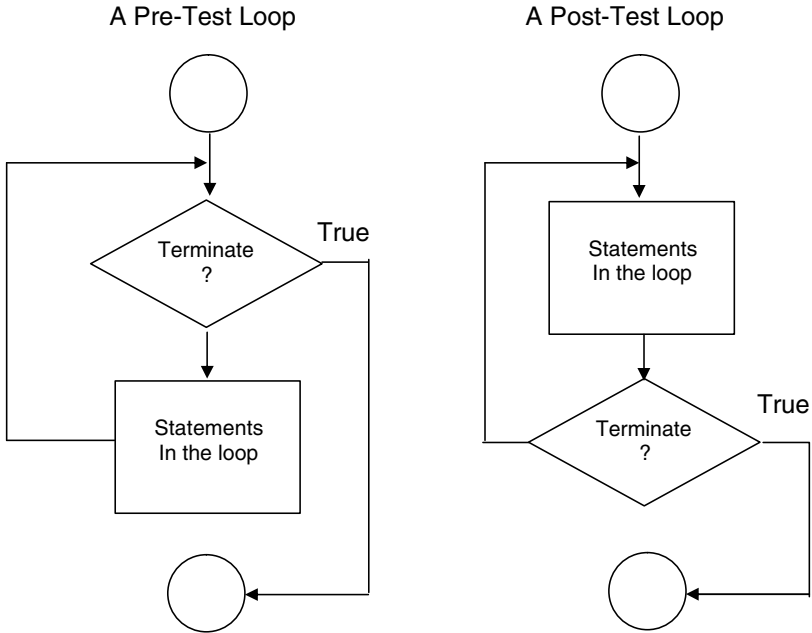 A Pre-Test Loop
Terminate
?
True
Statements
In the loop
A Post-Test Loop
Statements
In the loop
Terminate
?
True